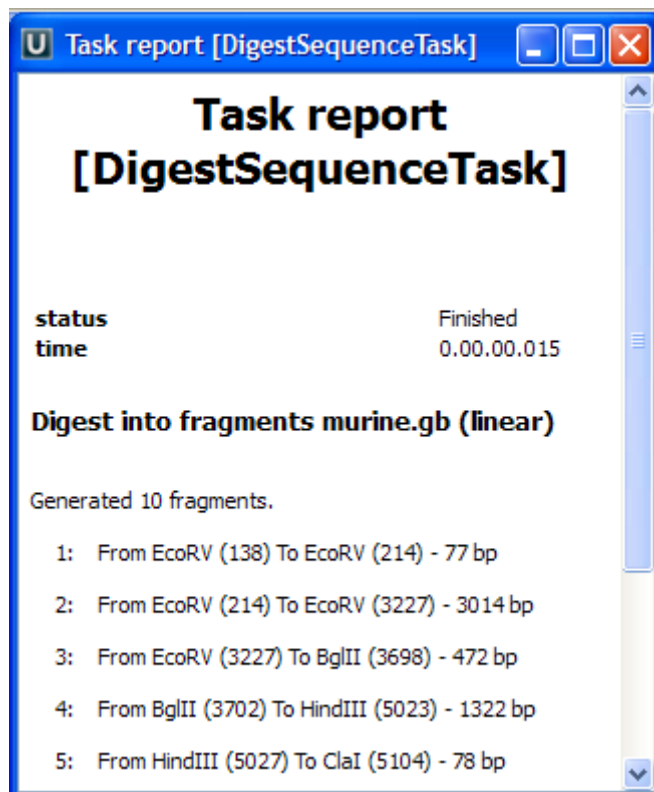 U Task report [DigestSequenceTask]
Task report
[DigestSequenceTask]
status Finished
time 0.00.00.015
Digest into fragments murine.gb (linear)
Generated 10 fragments.
1: From EcoRV (138) To EcoRV (214) - 77 bp
2: From EcoRV (214) To EcoRV (3227) - 3014 bp
3: From EcoRV (3227) To BglII (3698) - 472 bp
4: From BglII (3702) To HindIII (5023) - 1322 bp
5: From HindIII (5027) To ClaI (5104) - 78 bp